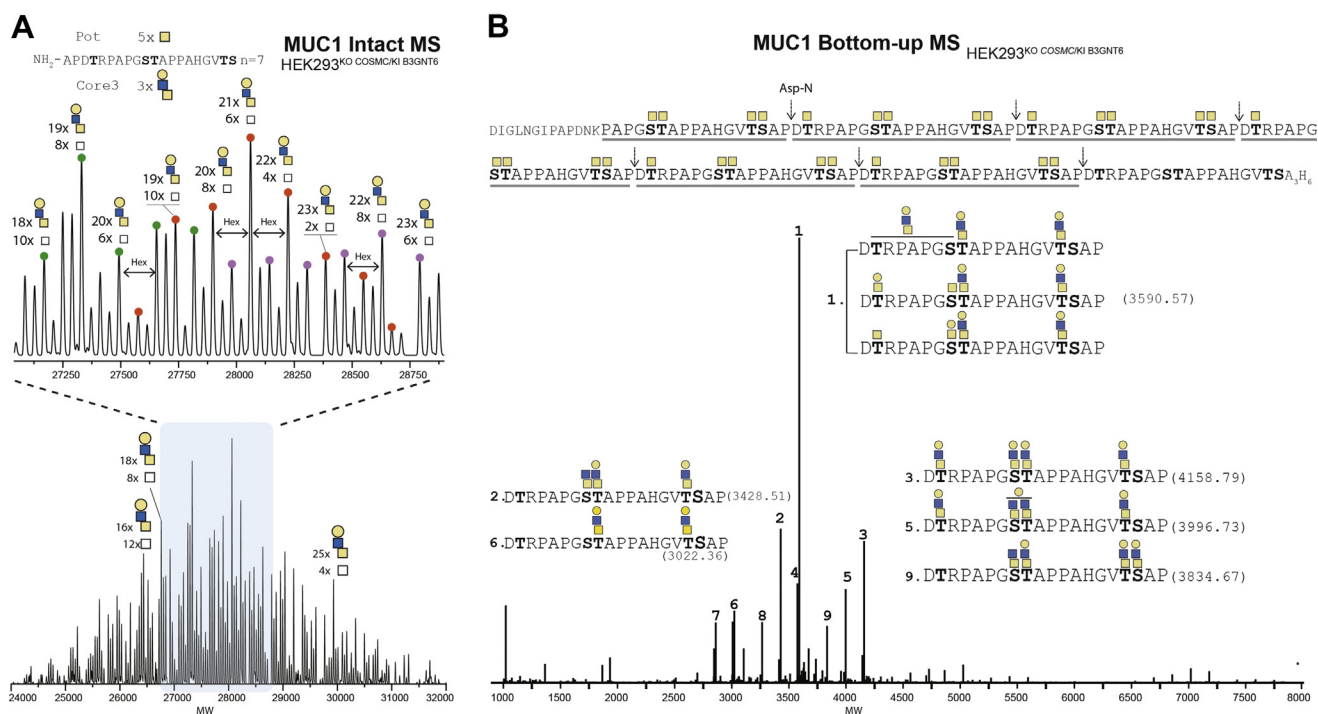 A
Pot 5x
MUC1 Intact MS
HEK293KO COSMC/KI B3GNT6
NH2-APDTRPAPGSTAPPAHGVTS n=7
Core3 3x
19x
8x
21x
6x
18x
10x
20x
6x
19x
10x
20x
8x
22x
4x
23x
2x
22x
8x
23x
6x
Hex
Hex
Hex
Hex
27250 27500 27750 28000 28250 28500 28750
18x
8x
16x
12x
25x
4x
24000 25000 26000 27000 28000 29000 30000 31000 32000
MW
B
MUC1 Bottom-up MS HEK293KO COSMC/KI B3GNT6
Asp-N
DIGLNGIPAPDNKPAPGSTAPPAHGVTSAPDTRPAPGSTAPPAHGVTSAPDTRPAPGSTAPPAHGVTSAPDTRPAPG
STAPPAHGVTSAPDTRPAPGSTAPPAHGVTSAPDTRPAPGSTAPPAHGVTSAPDTRPAPGSTAPPAHGVTSA3H6
1
DTRPAPGSTAPPAHGVTSAP
1. DTRPAPGSTAPPAHGVTSAP (3590.57)
DTRPAPGSTAPPAHGVTSAP
2.DTRPAPGSTAPPAHGVTSAP(3428.51)
6.DTRPAPGSTAPPAHGVTSAP
(3022.36)
3.DTRPAPGSTAPPAHGVTSAP(4158.79)
5.DTRPAPGSTAPPAHGVTSAP(3996.73)
9.DTRPAPGSTAPPAHGVTSAP(3834.67)
2
3
4
5
6
7
8
9
1000 1500 2000 2500 3000 3500 4000 4500 5000 5500 6000 6500 7000 7500 8000
MW